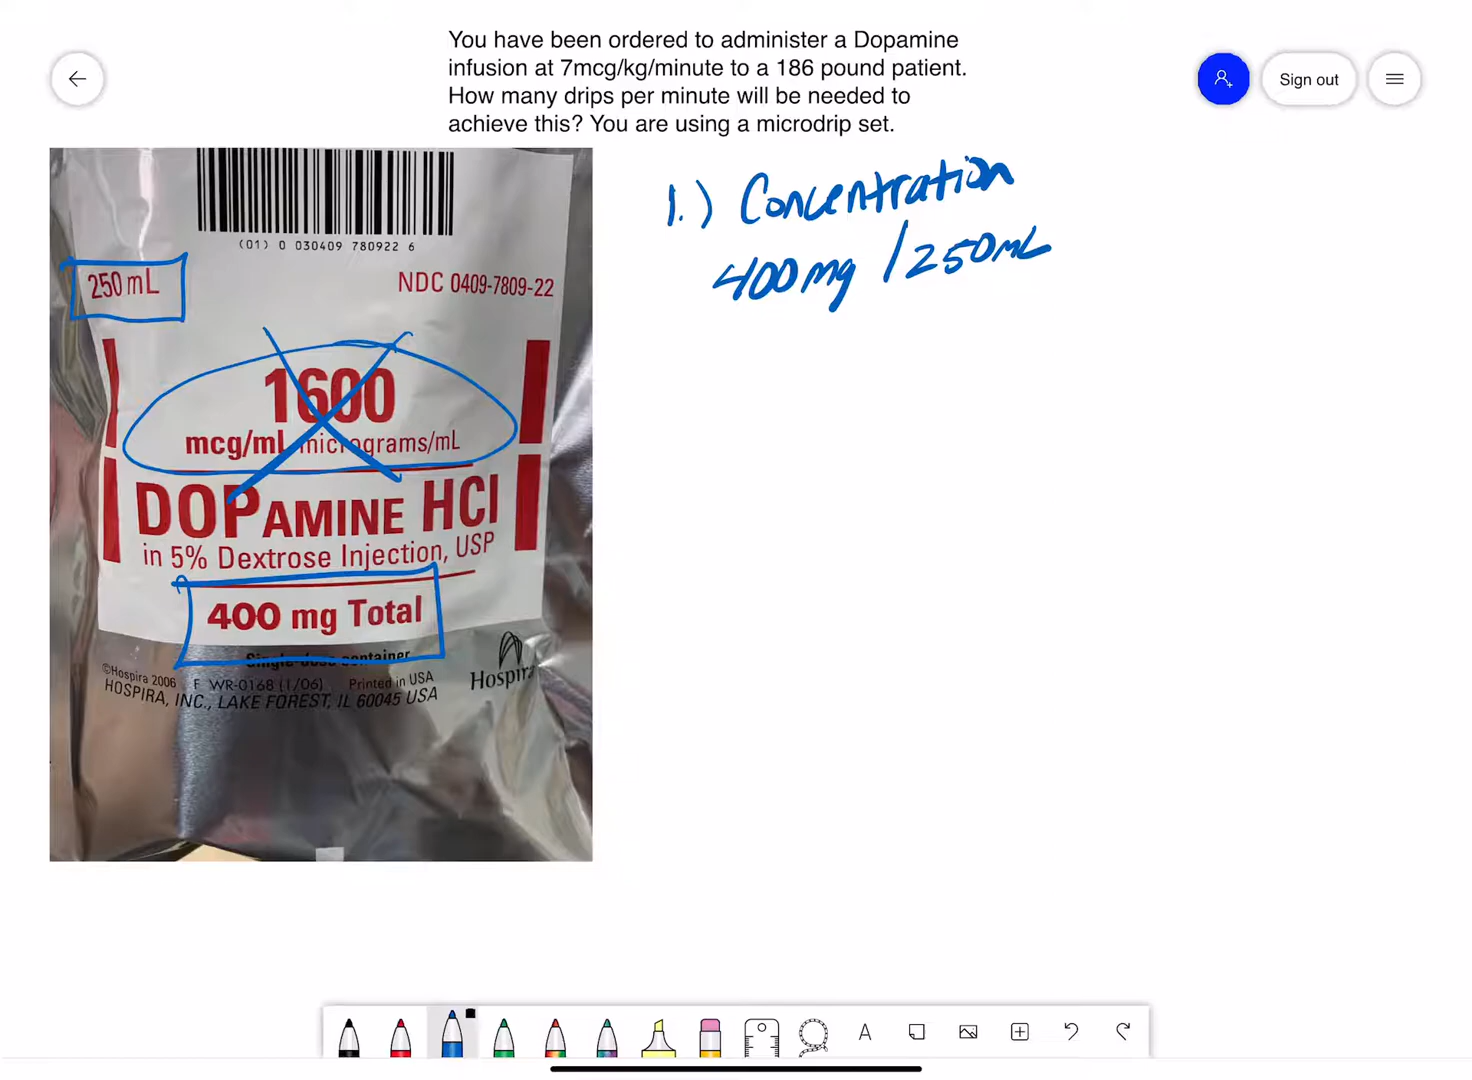 You have been ordered to administer a Dopamine
infusion at 7mcg/kg/minute to a 186 pound patient.
How many drips per minute will be needed to
achieve this? You are using a microdrip set.
Sign out
1.) Concentration
400mg / 250mL
(01) 0 030409 780922 6
250 mL
NDC 0409-7809-22
1600
mcg/mL micrograms/mL
DOPAMINE HCl
in 5% Dextrose Injection, USP
400 mg Total
Single-dose container
©Hospira 2006 F WR-0168 (1/06) Printed in USA
HOSPIRA, INC., LAKE FOREST, IL 60045 USA
Hospira
A